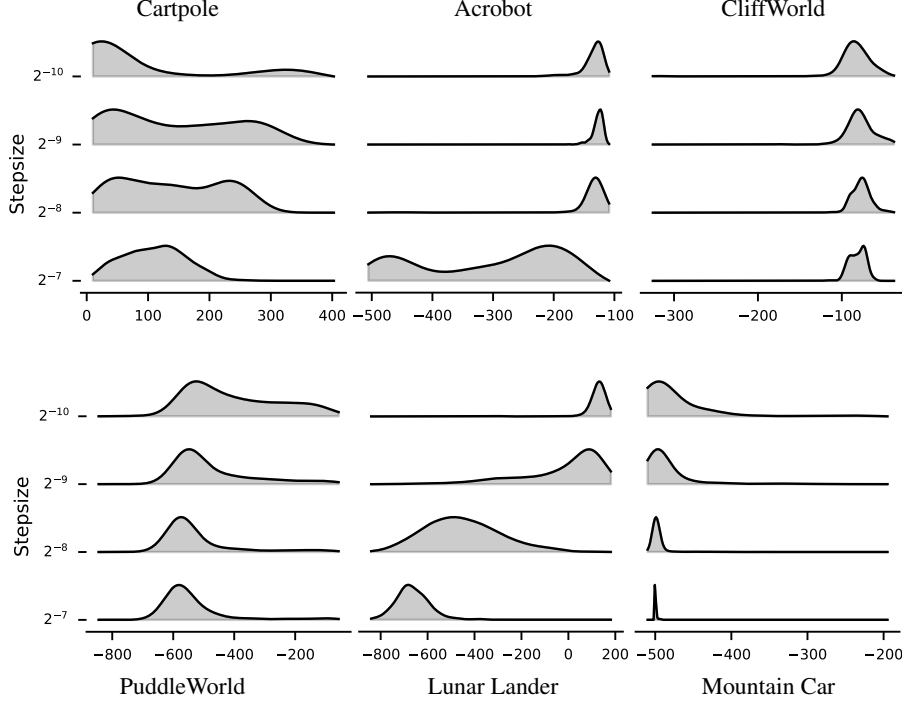 Cartpole Acrobot CliffWorld
2⁻¹⁰
2⁻⁹
2⁻⁸
2⁻⁷
Stepsize
0 100 200 300 400 −500 −400 −300 −200 −100 −300 −200 −100
2⁻¹⁰
2⁻⁹
2⁻⁸
2⁻⁷
Stepsize
−800 −600 −400 −200 −800 −600 −400 −200 0 200 −500 −400 −300 −200
PuddleWorld Lunar Lander Mountain Car